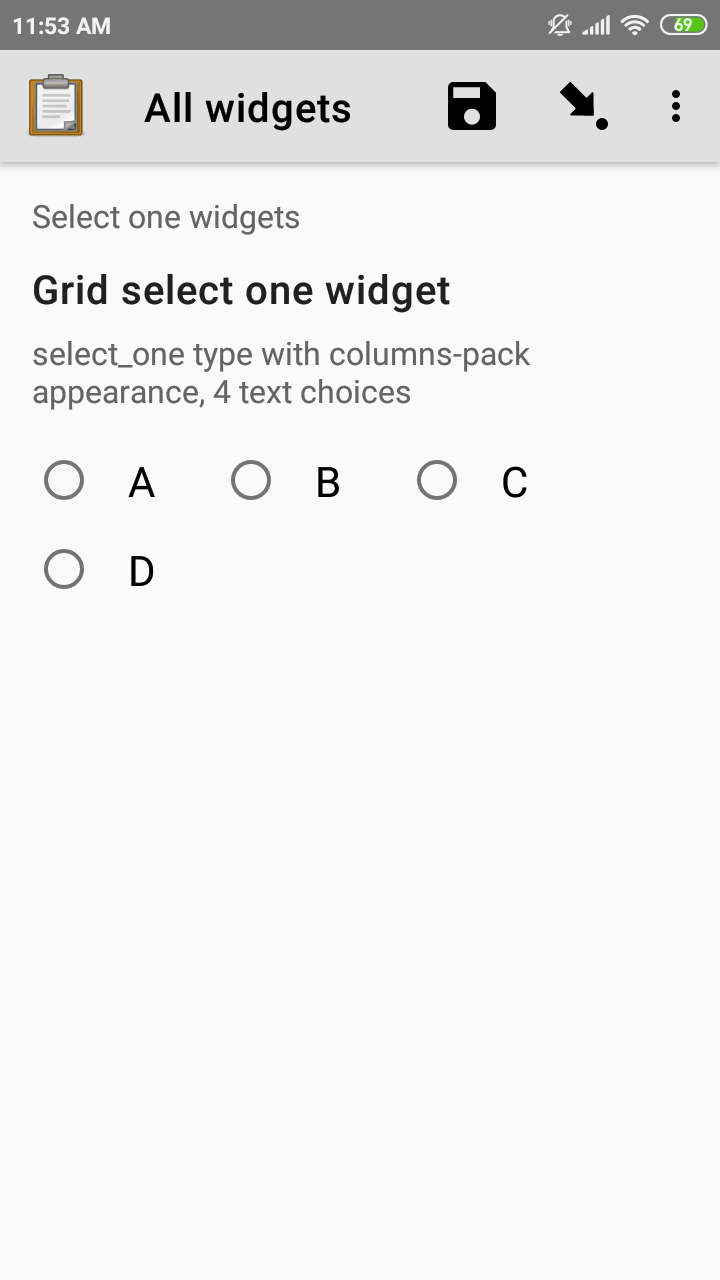 11:53 AM 69
All widgets
Select one widgets
Grid select one widget
select_one type with columns-pack
appearance, 4 text choices
A B C
D